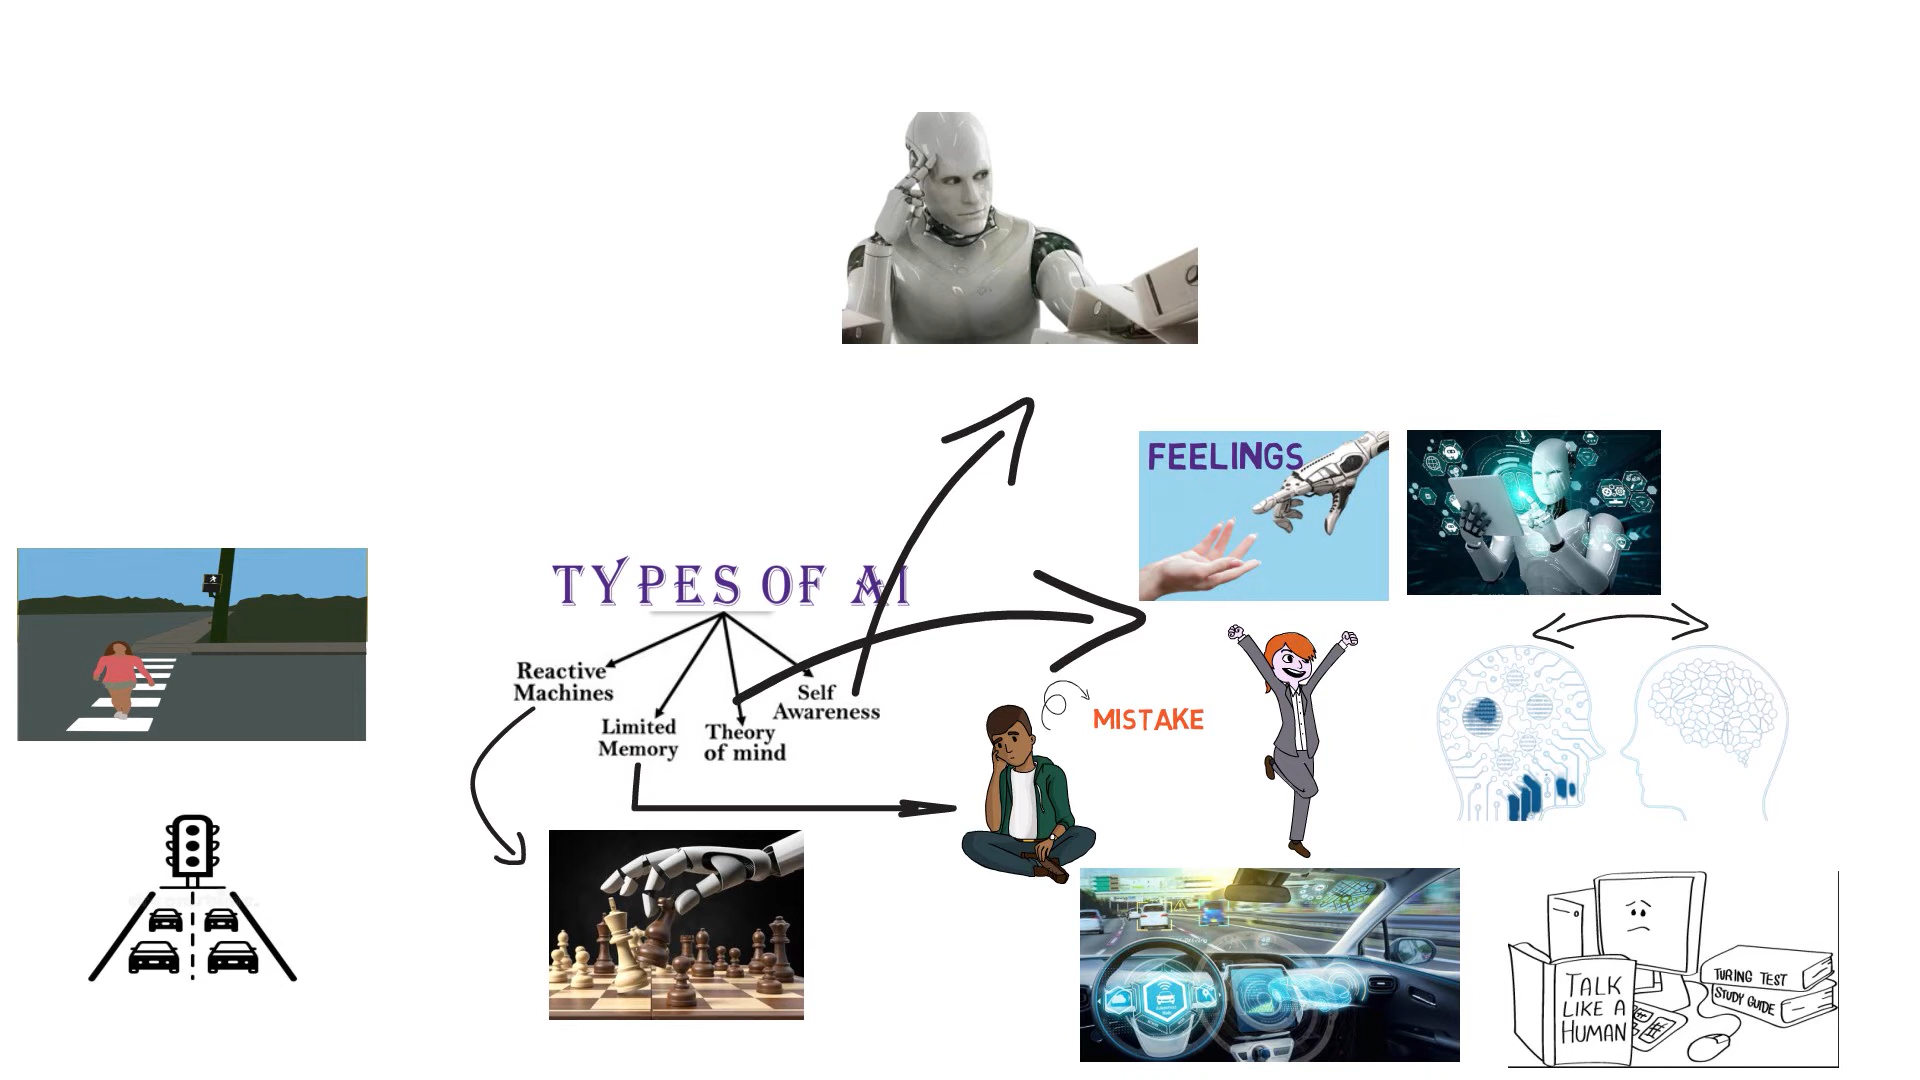 FEELINGS
TYPES OF AI
Reactive
Machines
Self
Awareness
Limited
Memory
Theory
of mind
MISTAKE
TALK
LIKE A
HUMAN
TURING TEST
STUDY GUIDE